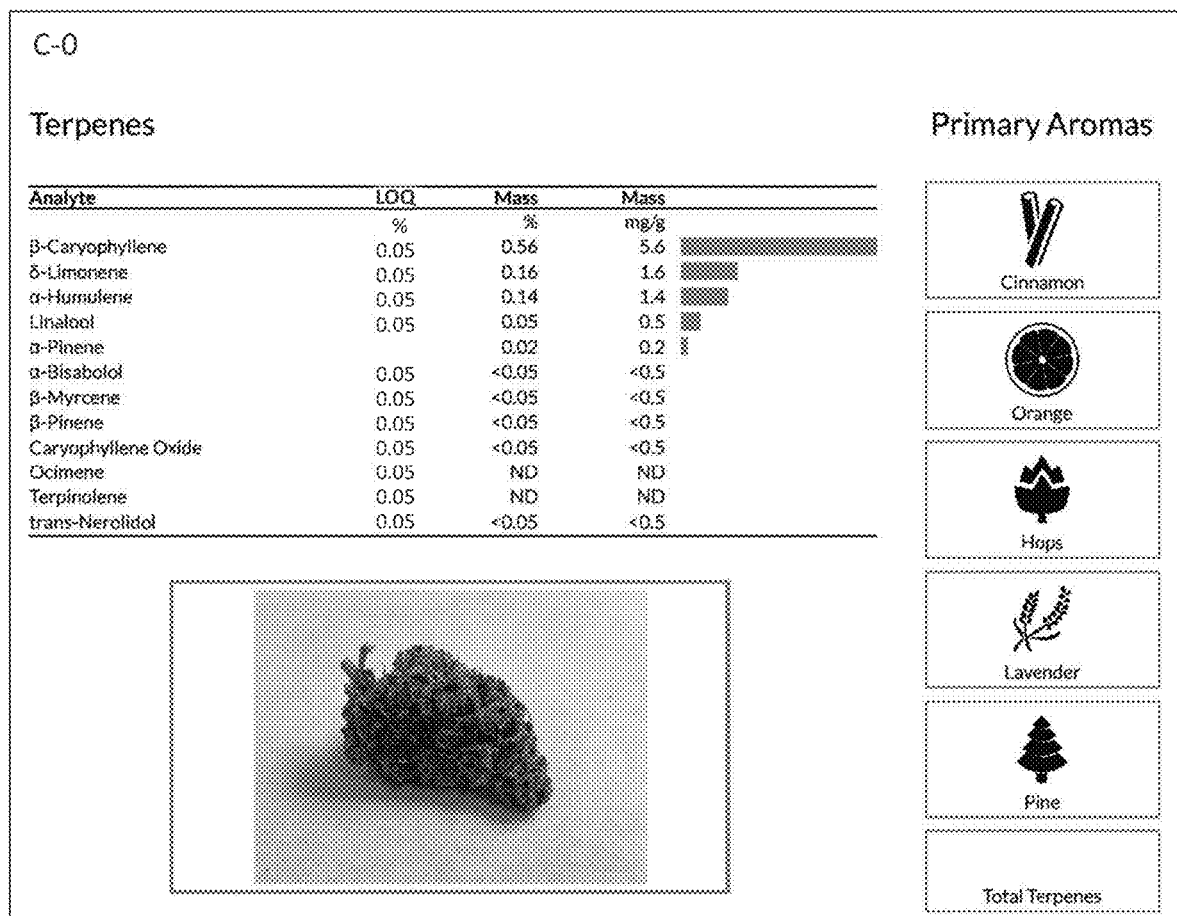 C-0
Terpenes
Primary Aromas
Analyte LOQ Mass Mass
% % mg/g
β-Caryophyllene 0.05 0.56 5.6
δ-Limonene 0.05 0.16 1.6
α-Humulene 0.05 0.14 1.4
Linalool 0.05 0.05 0.5
α-Pinene 0.02 0.2
α-Bisabolol 0.05 <0.05 <0.5
β-Myrcene 0.05 <0.05 <0.5
β-Pinene 0.05 <0.05 <0.5
Caryophyllene Oxide 0.05 <0.05 <0.5
Ocimene 0.05 ND ND
Terpinolene 0.05 ND ND
trans-Nerolidol 0.05 <0.05 <0.5
Cinnamon
Orange
Hops
Lavender
Pine
Total Terpenes